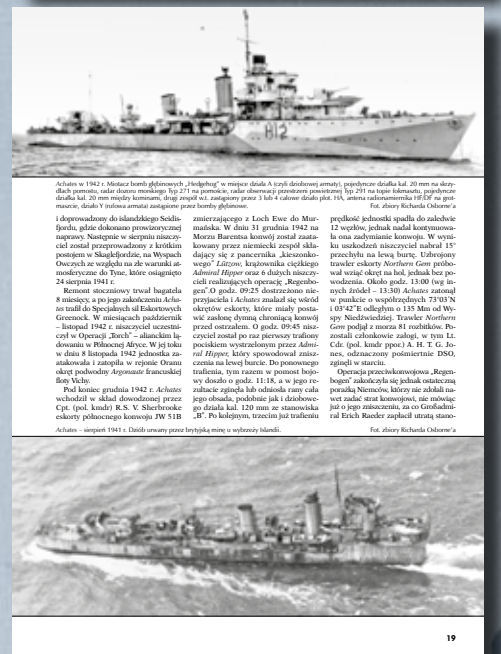 H12
Achates w 1942 r. Miotacz bomb głębinowych „Hedgehog” w miejsce działa A (czyli dziobowej armaty), pojedyncze działka kal. 20 mm na skrzy-
dłach pomostu, radar dozoru morskiego Typ 271 na pomoście, radar obserwacji przestrzeni powietrznej Typ 291 na topie fokmasztu, pojedyncze
działka kal. 20 mm między kominami, drugi zespół w.t. zastąpiony przez 3 lub 4 calowe działo plot. HA, antena radionamiernika HF/DF na grot-
maszcie, działo Y (rufowa armata) zastąpione przez bomby głębinowe.
Fot. zbiory Richarda Osborne'a
i doprowadzony do islandzkiego Seidis-
fjordu, gdzie dokonano prowizorycznej
naprawy. Następnie w sierpniu niszczy-
ciel został przeprowadzony z krótkim
postojem w Skaglefjordzie, na Wyspach
Owczych ze względu na złe warunki at-
mosferyczne do Tyne, które osiągnięto
24 sierpnia 1941 r.
Remont stoczniowy trwał bagatela
8 miesięcy, a po jego zakończeniu Acha-
tes trafił do Specjalnych sił Eskortowych
Greenock. W miesiącach październik
– listopad 1942 r. niszczyciel uczestni-
czył w Operacji „Torch” – alianckim lą-
dowaniu w Północnej Afryce. W jej toku
w dniu 8 listopada 1942 jednostka za-
atakowała i zatopiła w rejonie Oranu
okręt podwodny Argonaute francuskiej
floty Vichy.
Pod koniec grudnia 1942 r. Achates
wchodził w skład dowodzonej przez
Cpt. (pol. kmdr) R.S. V. Sherbrooke
eskorty północnego konwoju JW 51B
zmierzającego z Loch Ewe do Mur-
mańska. W dniu 31 grudnia 1942 na
Morzu Barentsa konwój został zaata-
kowany przez niemiecki zespół skła-
dający się z pancernika „kieszonko-
wego” Lützow, krążownika ciężkiego
Admiral Hipper oraz 6 dużych niszczy-
cieli realizujących operację „Regenbo-
gen”.O godz. 09:25 dostrzeżono nie-
przyjaciela i Achates znalazł się wśród
okrętów eskorty, które miały posta-
wić zasłonę dymną chroniącą konwój
przed ostrzałem. O godz. 09:45 nisz-
czyciel został po raz pierwszy trafiony
pociskiem wystrzelonym przez Admi-
ral Hipper, który spowodował znisz-
czenia na lewej burcie. Do ponownego
trafienia, tym razem w pomost bojo-
wy doszło o godz. 11:18, a w jego re-
zultacie zginęła lub odniosła rany cała
jego obsada, podobnie jak i dziobowe-
go działa kal. 120 mm ze stanowiska
„B”. Po kolejnym, trzecim już trafieniu
prędkość jednostki spadła do zaledwie
12 węzłów, jednak nadal kontynuowa-
ła ona zadymianie konwoju. W wyni-
ku uszkodzeń niszczyciel nabrał 15°
przechyłu na lewą burtę. Uzbrojony
trawler eskorty Northern Gem próbo-
wał wziąć okręt na hol, jednak bez po-
wodzenia. Około godz. 13:00 (wg in-
nych źródeł – 13:30) Achates zatonął
w punkcie o współrzędnych 73°03´N
i 03°42´E odległym o 135 Mm od Wy-
spy Niedźwiedziej. Trawler Northern
Gem podjął z morza 81 rozbitków. Po-
zostali członkowie załogi, w tym Lt.
Cdr. (pol. kmdr ppor.) A. H. T. G. Jo-
nes, odznaczony pośmiertnie DSO,
zginęli w starciu.
Operacja przeciwkonwojowa „Regen-
bogen” zakończyła się jednak ostateczną
porażką Niemców, którzy nie zdołali na-
wet zadać strat konwojowi, nie mówiąc
już o jego zniszczeniu, za co Großadmi-
ral Erich Raeder zapłacił utratą stano-
Achates – sierpień 1941 r. Dziób urwany przez brytyjską minę u wybrzeży Islandii.
Fot. zbiory Richarda Osborne'a
19